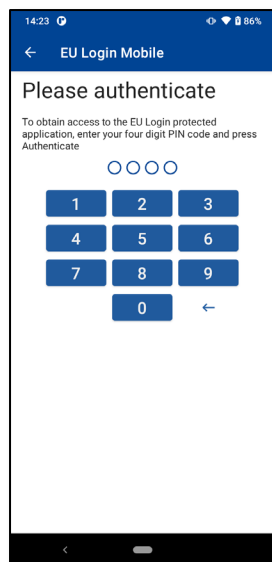 14:23 86%
EU Login Mobile
Please authenticate
To obtain access to the EU Login protected
application, enter your four digit PIN code and press
Authenticate
1 2 3
4 5 6
7 8 9
0